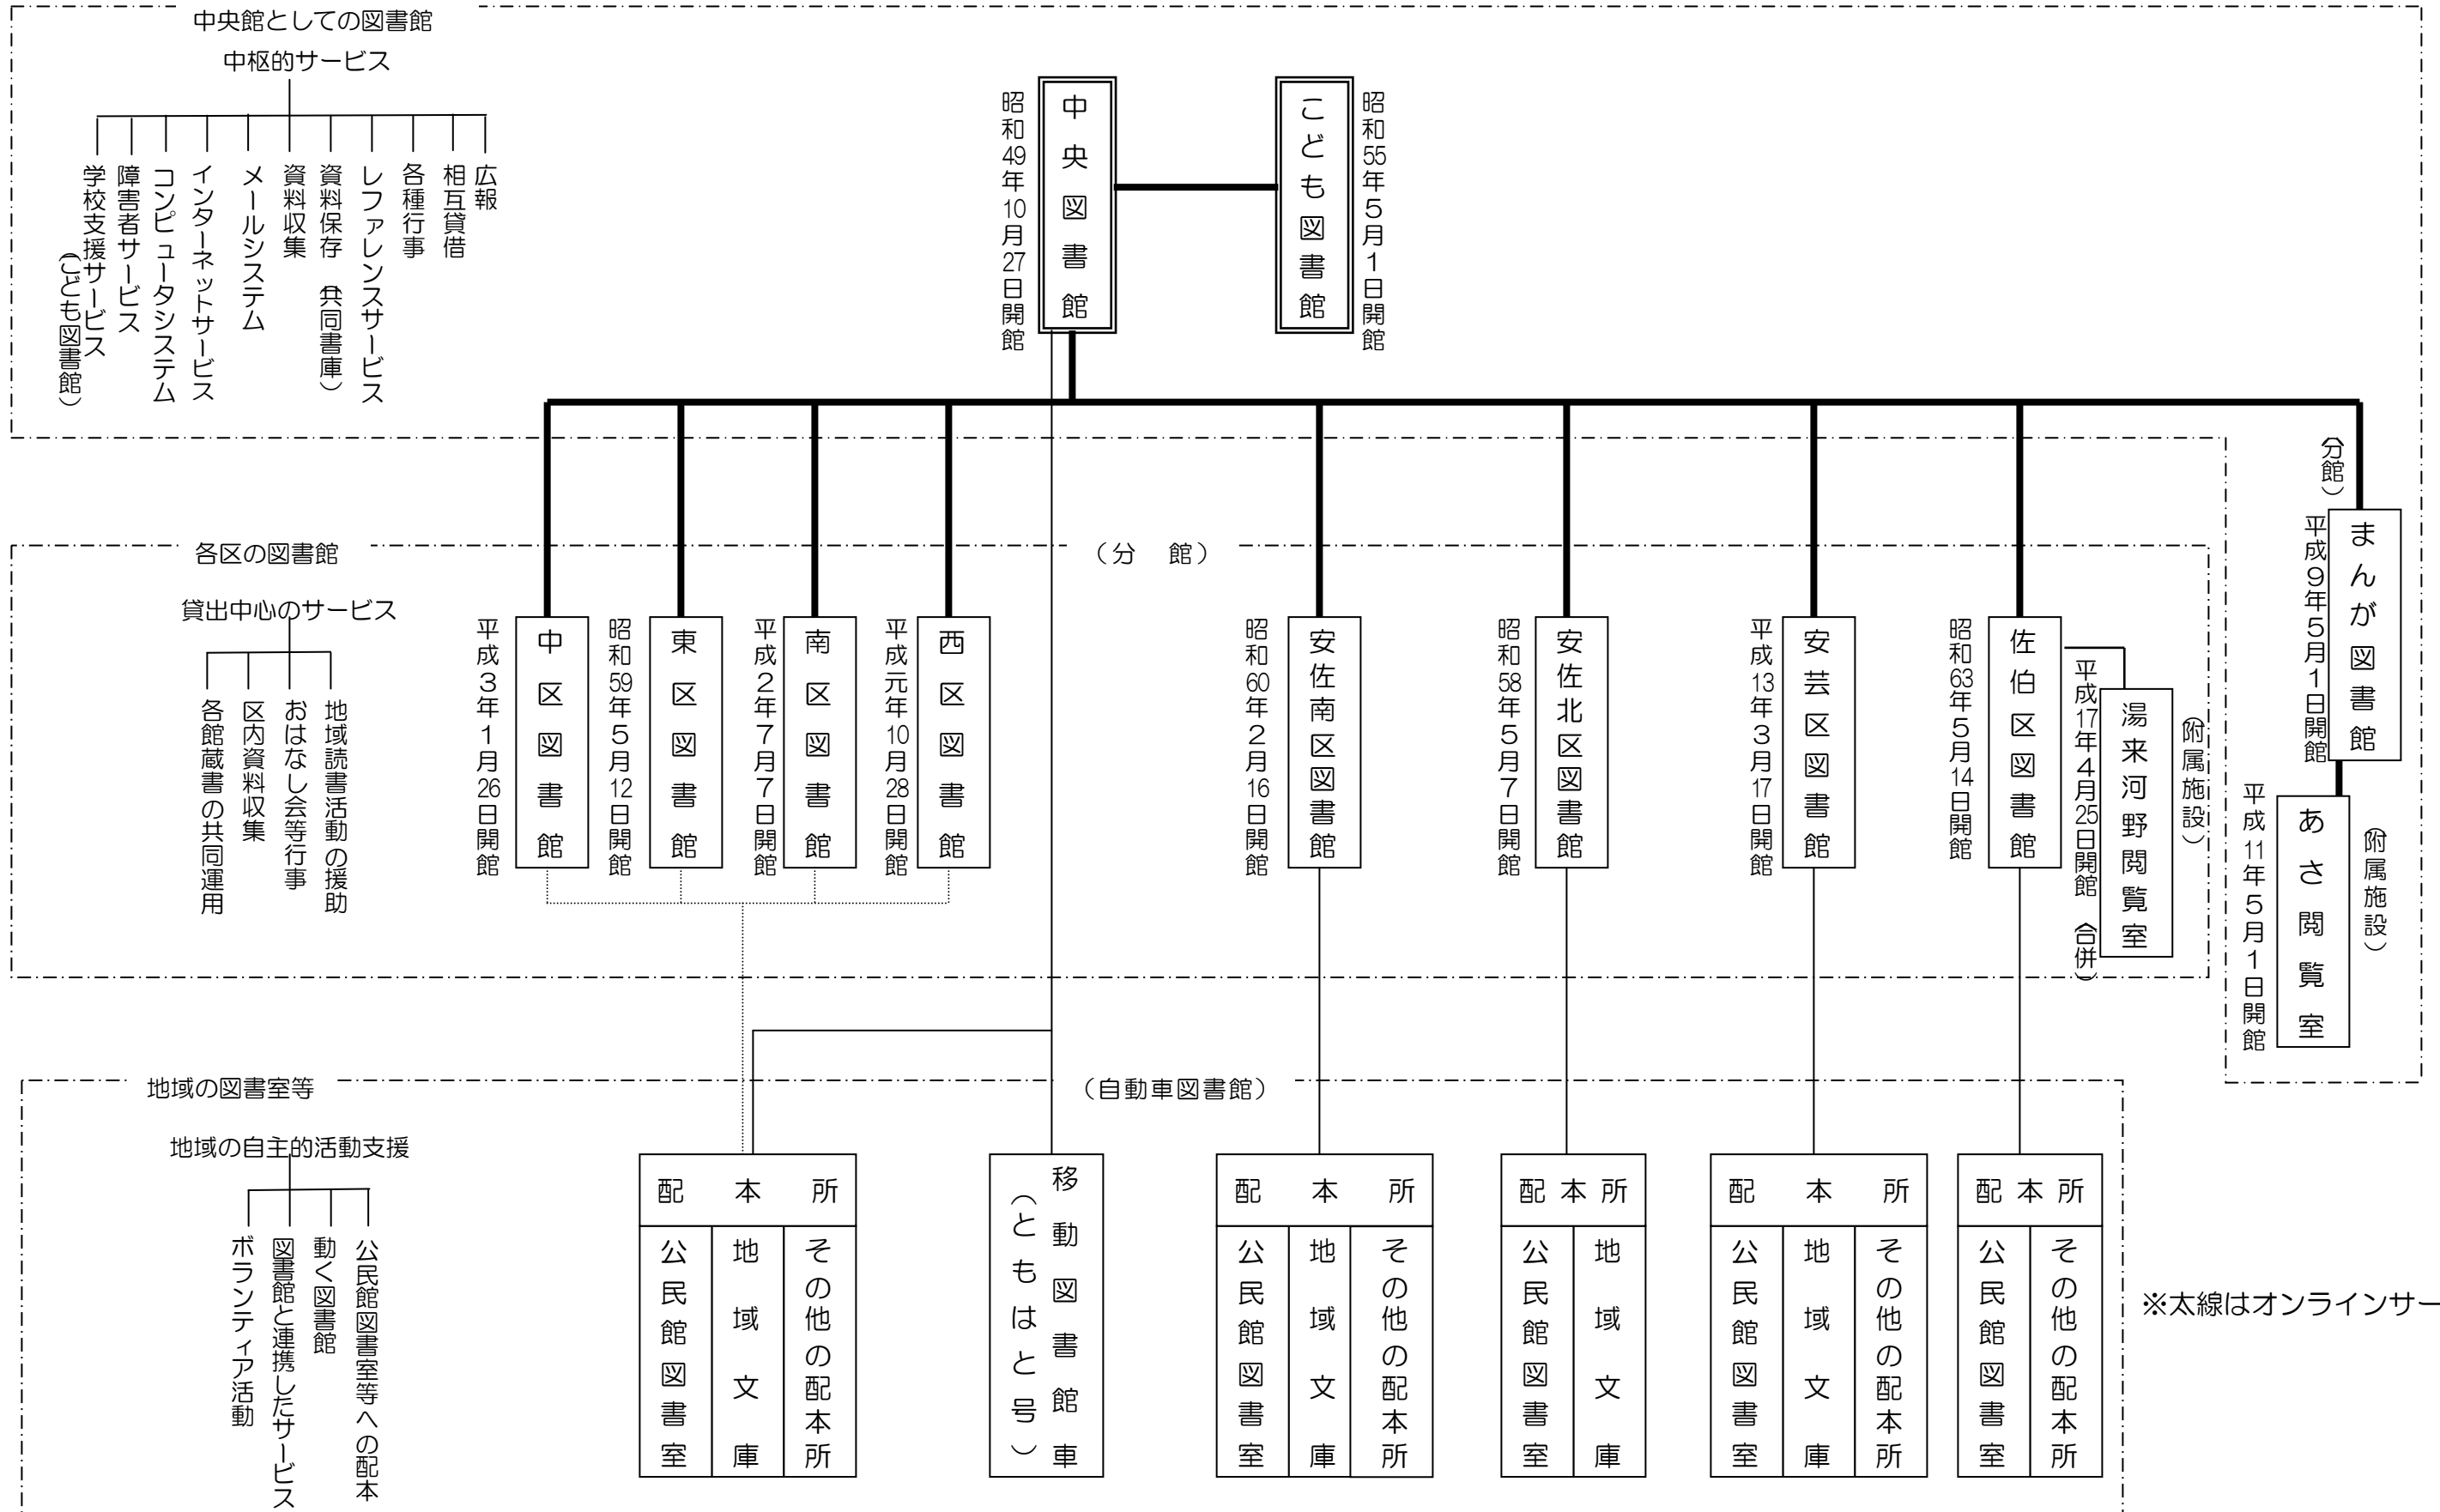 中央館としての図書館
中枢的サービス
広報
相互貸借
各種行事
レファレンスサービス
資料保存（共同書庫）
資料収集
メールシステム
インターネットサービス
コンピュータシステム
障害者サービス
学校支援サービス
（こども図書館）
中央図書館
昭和49年10月27日開館
こども図書館
昭和55年５月１日開館
（分館）
まんが図書館
平成９年５月１日開館
（附属施設）
あさ閲覧室
平成11年５月１日開館
各区の図書館
（分　館）
貸出中心のサービス
地域読書活動の援助
おはなし会等行事
区内資料収集
各館蔵書の共同運用
中区図書館
平成３年１月26日開館
東区図書館
昭和59年５月12日開館
南区図書館
平成２年７月７日開館
西区図書館
平成元年10月28日開館
安佐南区図書館
昭和60年２月16日開館
安佐北区図書館
昭和58年５月７日開館
安芸区図書館
平成13年３月17日開館
佐伯区図書館
昭和63年５月14日開館
（附属施設）
湯来河野閲覧室
平成17年４月25日開館（合併）
地域の図書室等
（自動車図書館）
地域の自主的活動支援
公民館図書室等への配本
動く図書館
図書館と連携したサービス
ボランティア活動
配本所
公民館図書室
地域文庫
その他の配本所
移動図書館車
（ともはと号）
配本所
公民館図書室
地域文庫
その他の配本所
配本所
公民館図書室
地域文庫
配本所
公民館図書室
地域文庫
その他の配本所
配本所
公民館図書室
その他の配本所
※太線はオンラインサー